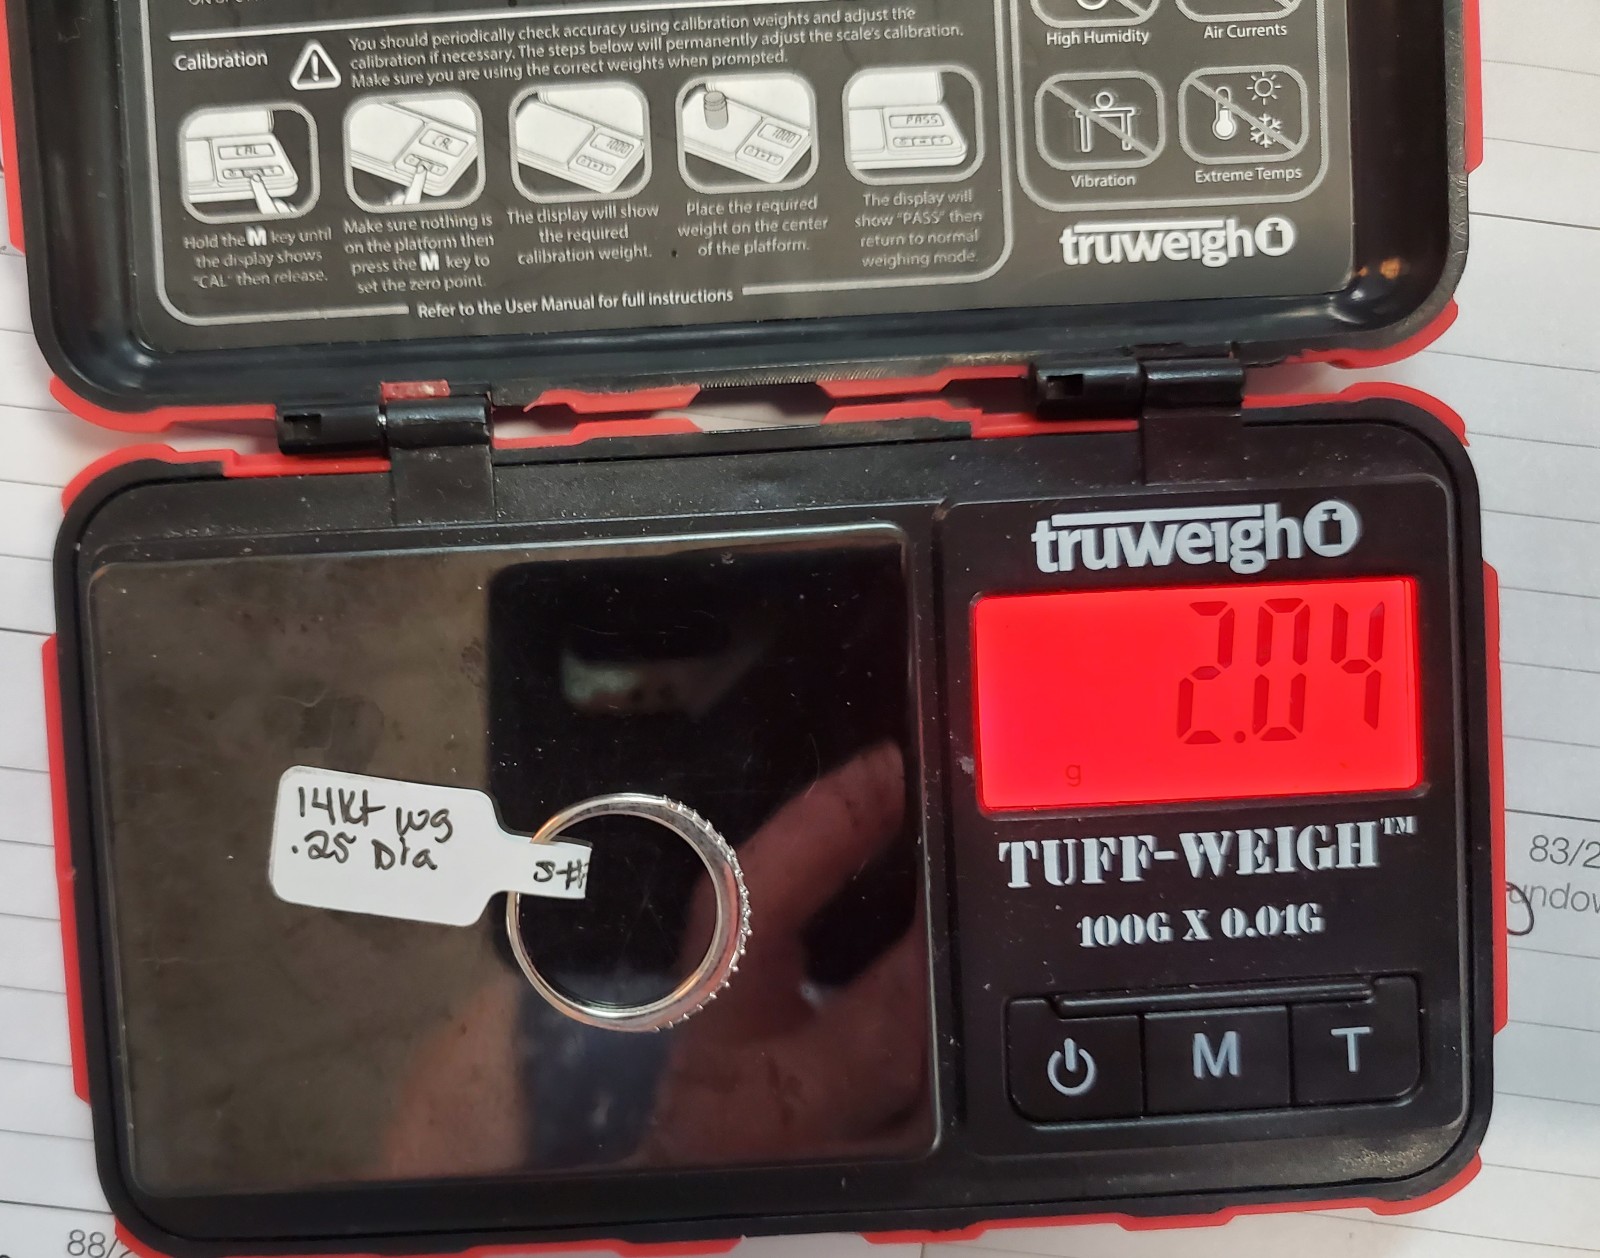 Calibration
You should periodically check accuracy using calibration weights and adjust the
calibration if necessary. The steps below will permanently adjust the scale's calibration.
Make sure you are using the correct weights when prompted.
CAL
CAL
PASS
Hold the M key until
the display shows
"CAL" then release.
Make sure nothing is
on the platform then
press the M key to
set the zero point.
The display will show
the required
calibration weight.
Place the required
weight on the center
of the platform.
The display will
show "PASS" then
return to normal
weighing mode.
Refer to the User Manual for full instructions
High Humidity
Air Currents
Vibration
Extreme Temps
truweigh
truweigh
2.04
g
TUFF-WEIGH™
100G X 0.01G
M
T
14Kt wg
.25 Dia
S-#
83/2
88/